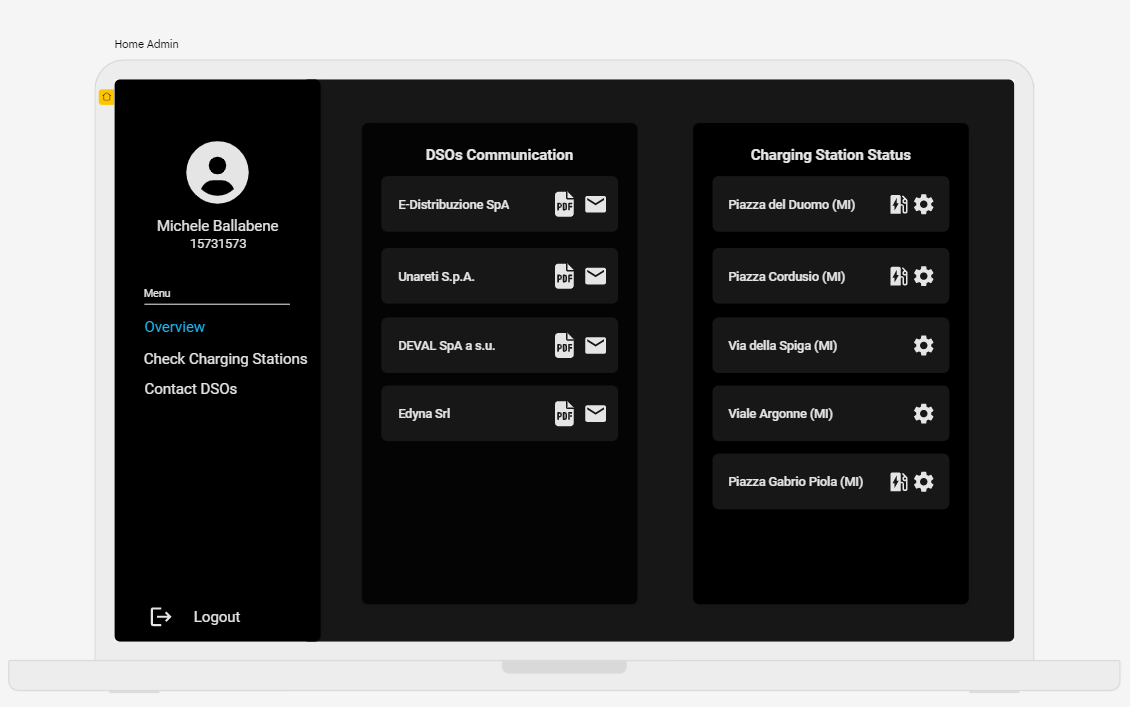 Home Admin
Michele Ballabene
15731573
Menu
Overview
Check Charging Stations
Contact DSOs
Logout
DSOs Communication
E-Distribuzione SpA
PDF
Unareti S.p.A.
PDF
DEVAL SpA a s.u.
PDF
Edyna Srl
PDF
Charging Station Status
Piazza del Duomo (MI)
Piazza Cordusio (MI)
Via della Spiga (MI)
Viale Argonne (MI)
Piazza Gabrio Piola (MI)